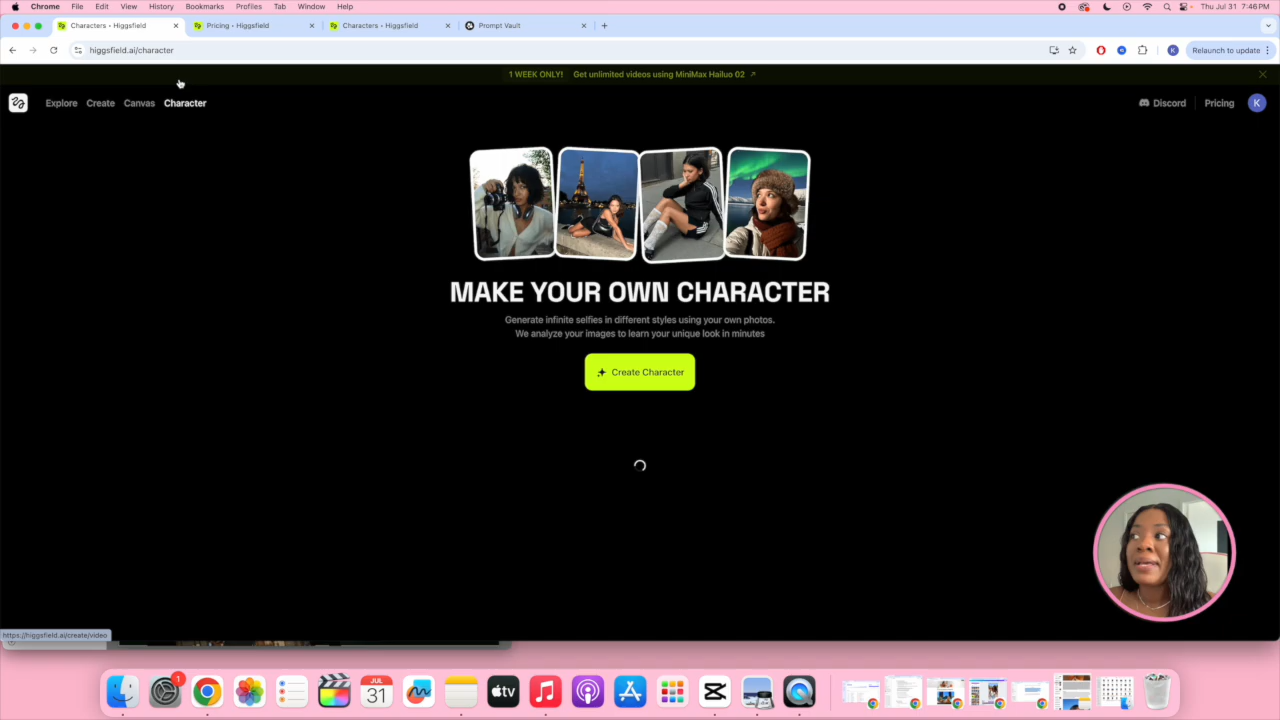 Chrome File Edit View History Bookmarks Profiles Tab Window Help
Thu Jul 31 7:46 PM
Characters • Higgsfield
Pricing • Higgsfield
Characters • Higgsfield
Prompt Vault
higgsfield.ai/character
K
Relaunch to update
1 WEEK ONLY! Get unlimited videos using MiniMax Hailuo 02
Explore Create Canvas Character
Discord
Pricing
K
MAKE YOUR OWN CHARACTER
Generate infinite selfies in different styles using your own photos.
We analyze your images to learn your unique look in minutes
Create Character
https://higgsfield.ai/create/video
1
JUL
31
tv